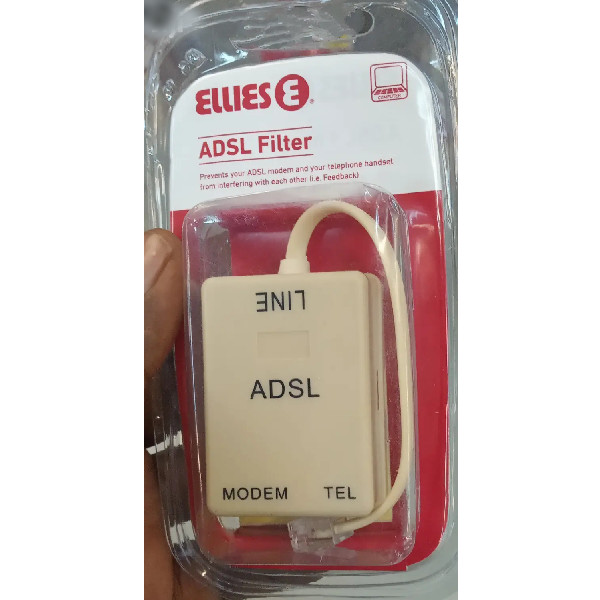 ELLIES E®
COMPUTER
ADSL Filter
Prevents your ADSL modem and your telephone handset
from interfering with each other (i.e. Feedback)
LINE
ADSL
MODEM TEL